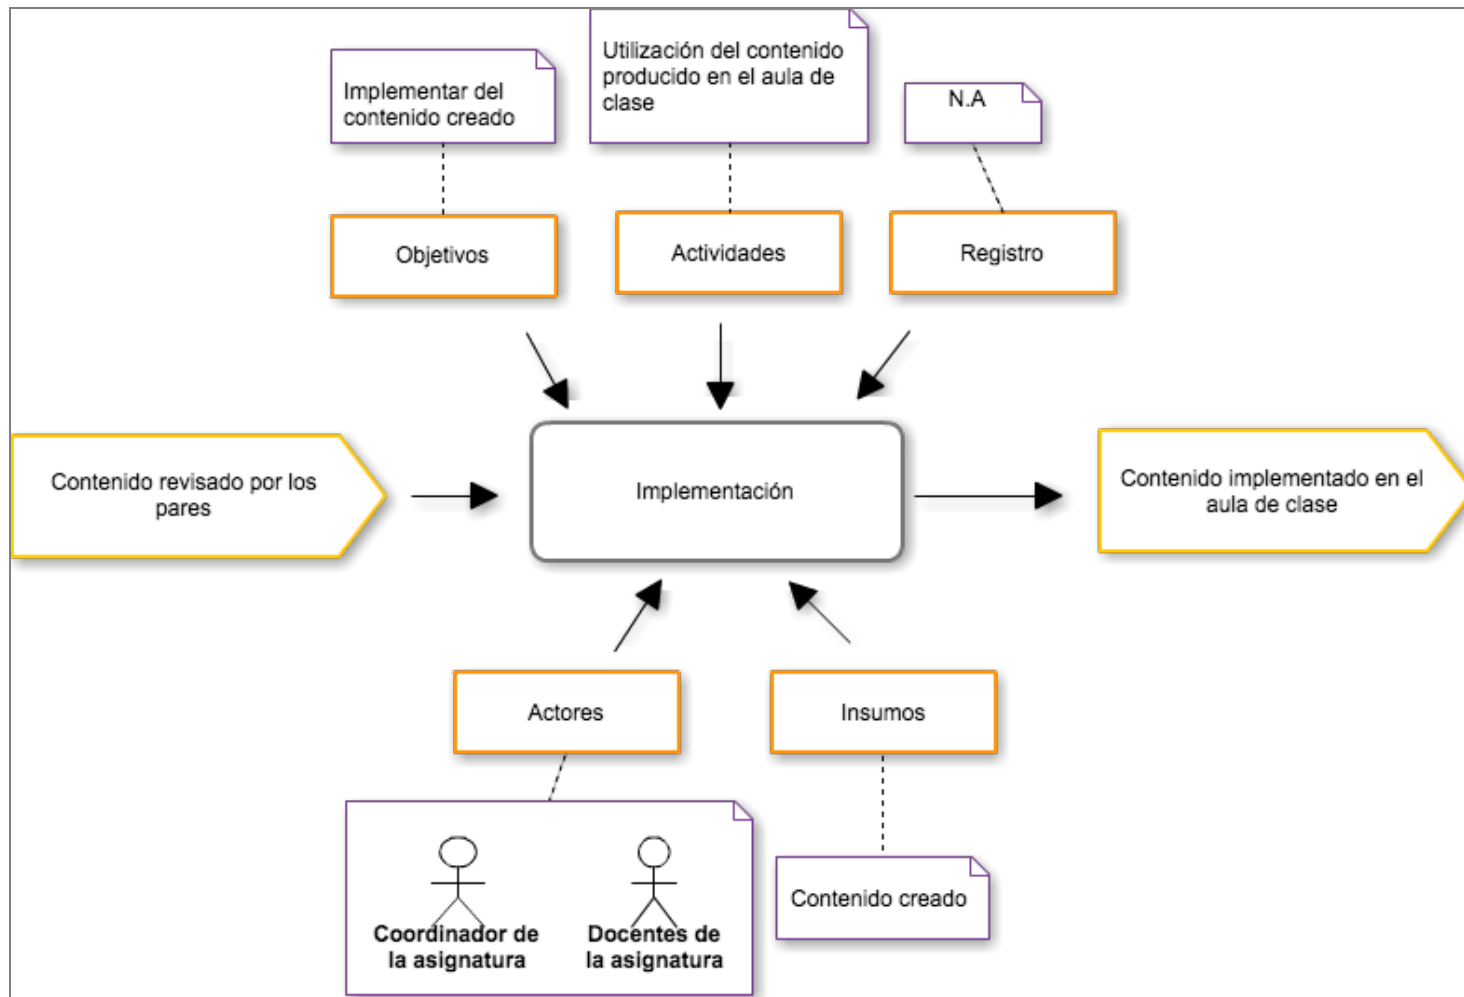 Implementar del
contenido creado
Utilización del contenido
producido en el aula de
clase
N.A
Objetivos
Actividades
Registro
Contenido revisado por los
pares
Implementación
Contenido implementado en el
aula de clase
Actores
Insumos
Coordinador de
la asignatura
Docentes de
la asignatura
Contenido creado